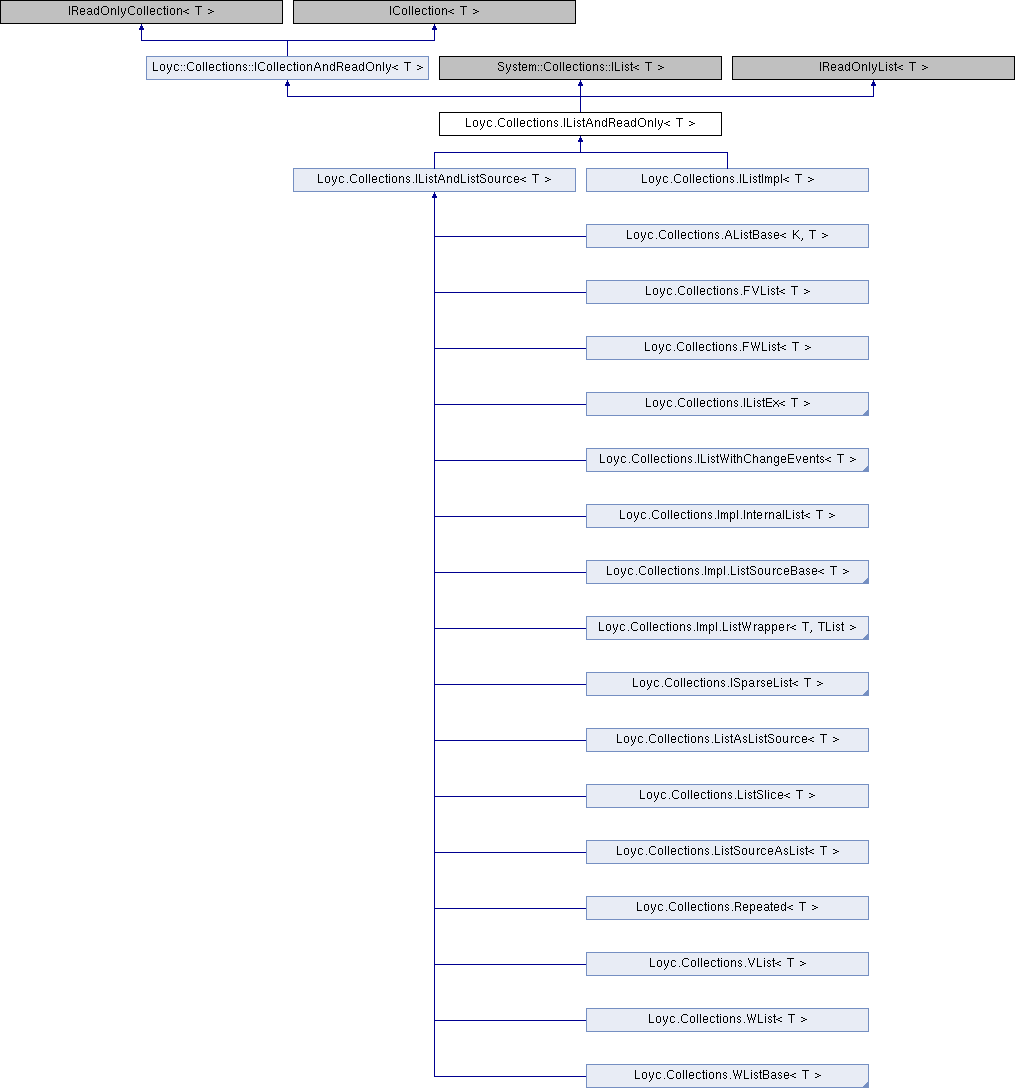 IReadOnlyCollection< T >
ICollection< T >
Loyc::Collections::ICollectionAndReadOnly< T >
System::Collections::IList< T >
IReadOnlyList< T >
Loyc.Collections.IListAndReadOnly< T >
Loyc.Collections.IListAndListSource< T >
Loyc.Collections.IListImpl< T >
Loyc.Collections.AListBase< K, T >
Loyc.Collections.FVList< T >
Loyc.Collections.FWList< T >
Loyc.Collections.IListEx< T >
Loyc.Collections.IListWithChangeEvents< T >
Loyc.Collections.Impl.InternalList< T >
Loyc.Collections.Impl.ListSourceBase< T >
Loyc.Collections.Impl.ListWrapper< T, TList >
Loyc.Collections.ISparseList< T >
Loyc.Collections.ListAsListSource< T >
Loyc.Collections.ListSlice< T >
Loyc.Collections.ListSourceAsList< T >
Loyc.Collections.Repeated< T >
Loyc.Collections.VList< T >
Loyc.Collections.WList< T >
Loyc.Collections.WListBase< T >